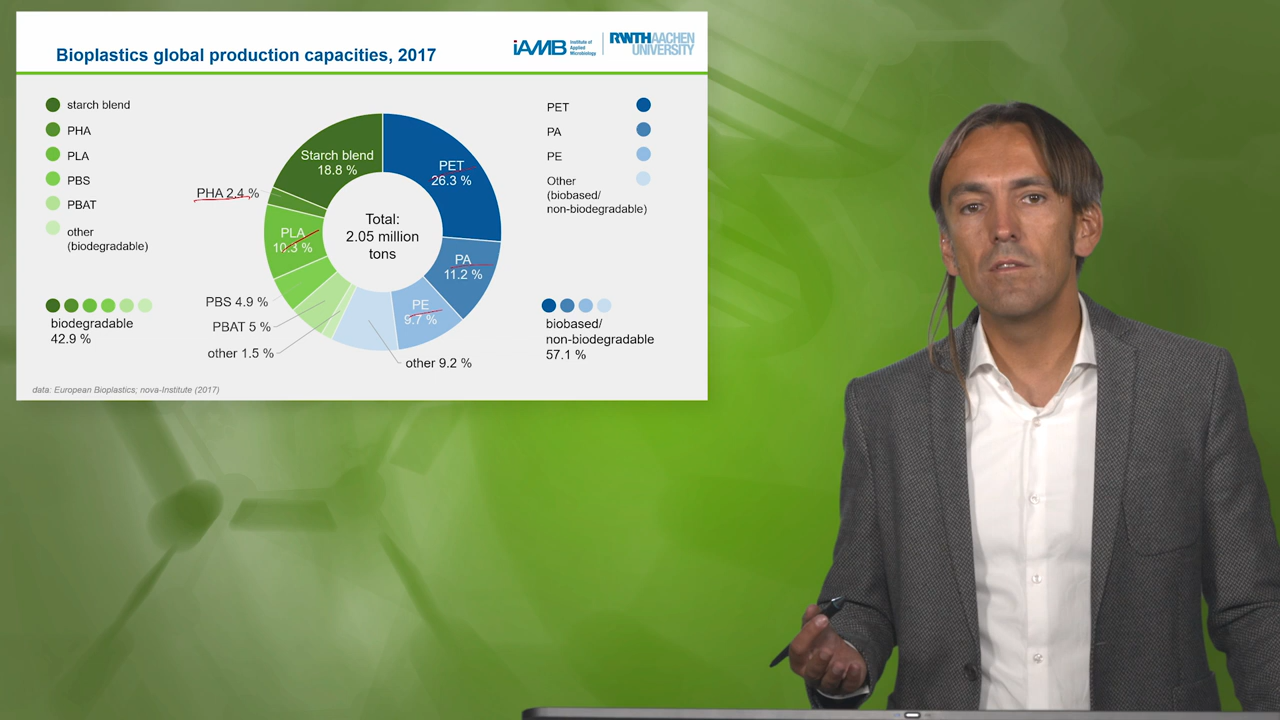 Bioplastics global production capacities, 2017
iAMB
Institute of
Applied
Microbiology
RWTHAACHEN
UNIVERSITY
starch blend
PHA
PLA
PBS
PBAT
other
(biodegradable)
biodegradable
42.9 %
Starch blend
18.8 %
PHA 2.4 %
PLA
10.3 %
PBS 4.9 %
PBAT 5 %
other 1.5 %
Total:
2.05 million
tons
PET
26.3 %
PA
11.2 %
PE
9.7 %
other 9.2 %
PET
PA
PE
Other
(biobased/
non-biodegradable)
biobased/
non-biodegradable
57.1 %
data: European Bioplastics; nova-Institute (2017)